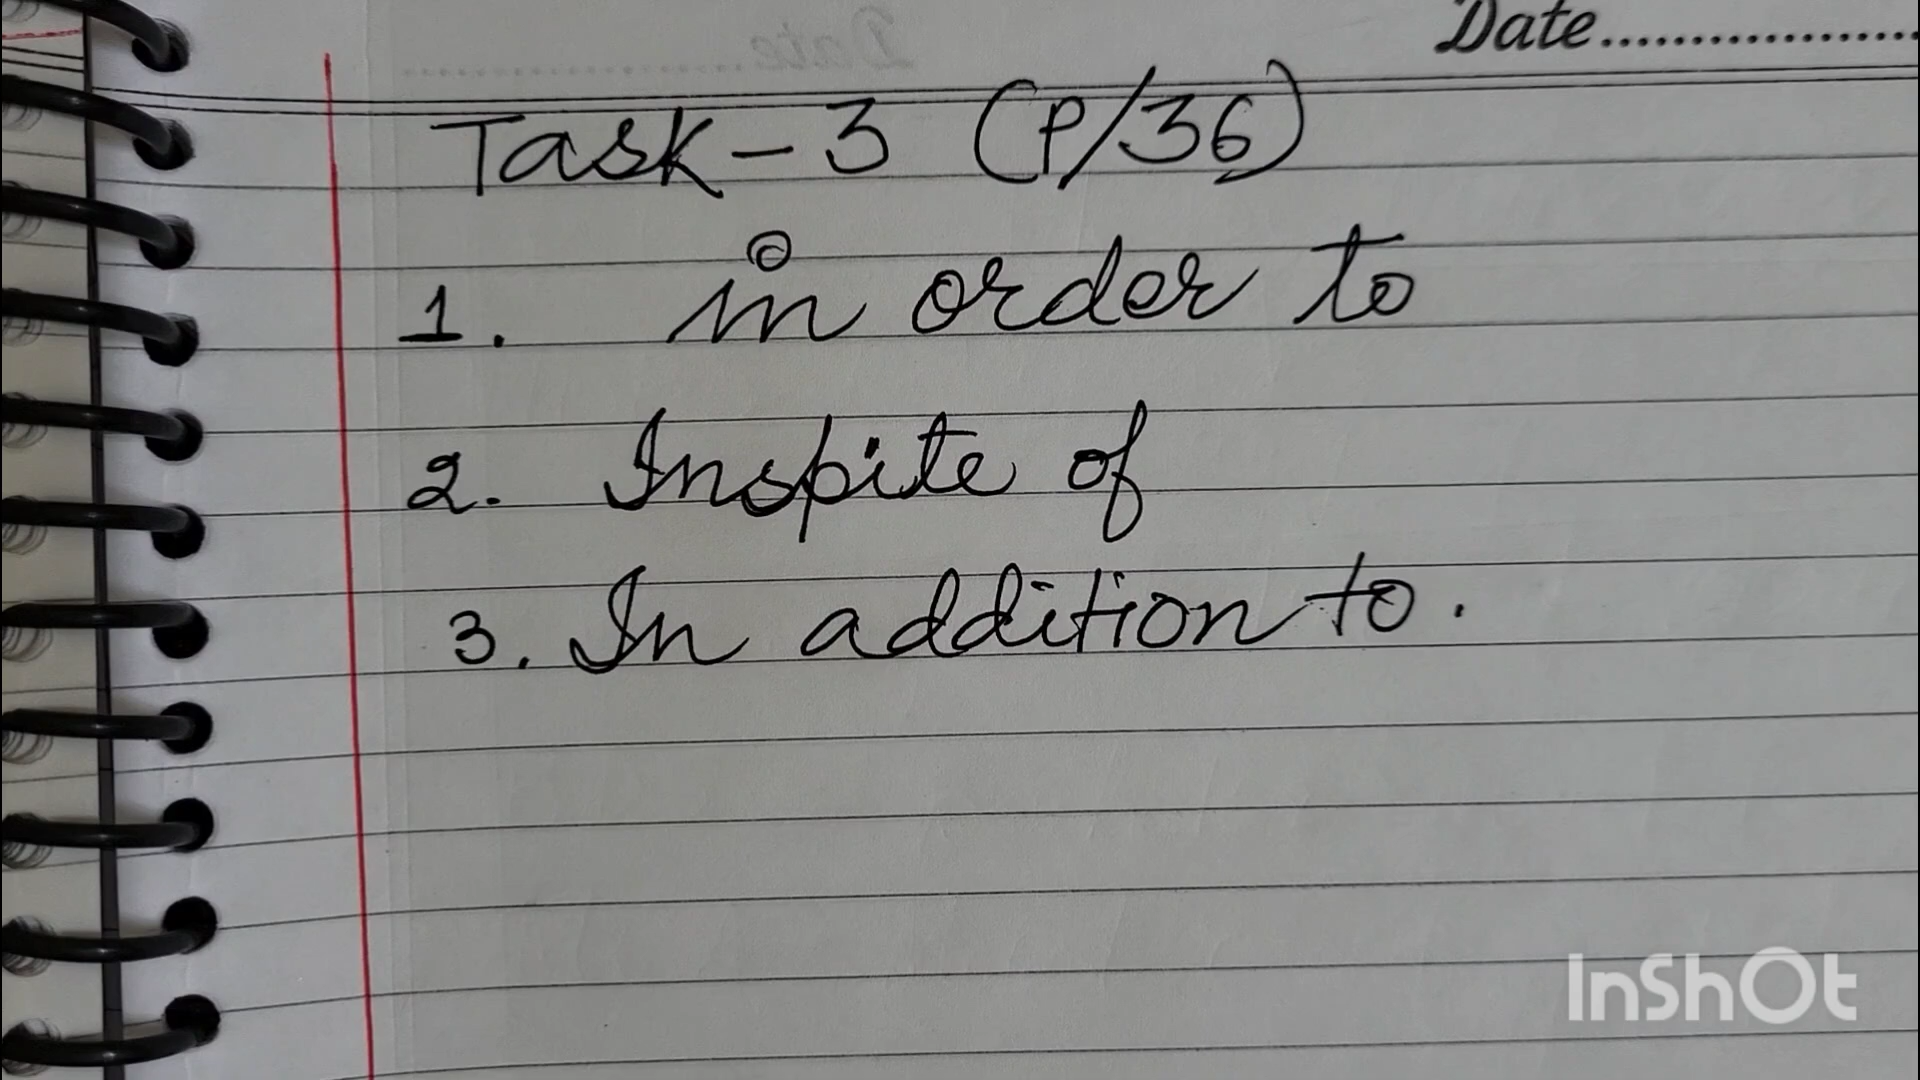 Date..................
Task - 3 (P/36)
1. in order to
2. Inspite of
3. In addition to.
InShOt